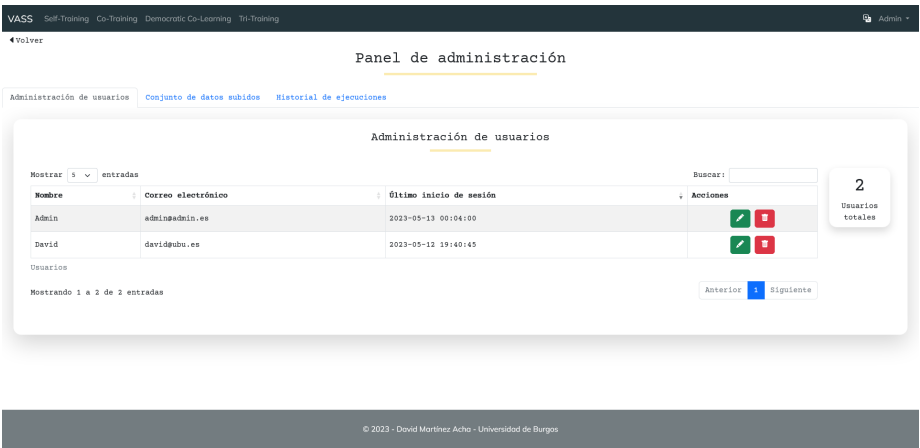 VASS Self-Training Co-Training Democratic Co-Learning Tri-Training Admin
Volver
Panel de administración
Administración de usuarios Conjunto de datos subidos Historial de ejecuciones
Administración de usuarios
Mostrar 5 entradas Buscar:
Nombre Correo electrónico Último inicio de sesión Acciones
Admin admin@admin.es 2023-05-13 00:04:00
David david@ubu.es 2023-05-12 19:40:45
2
Usuarios
totales
Usuarios
Mostrando 1 a 2 de 2 entradas Anterior 1 Siguiente
© 2023 - David Martínez Acha - Universidad de Burgos